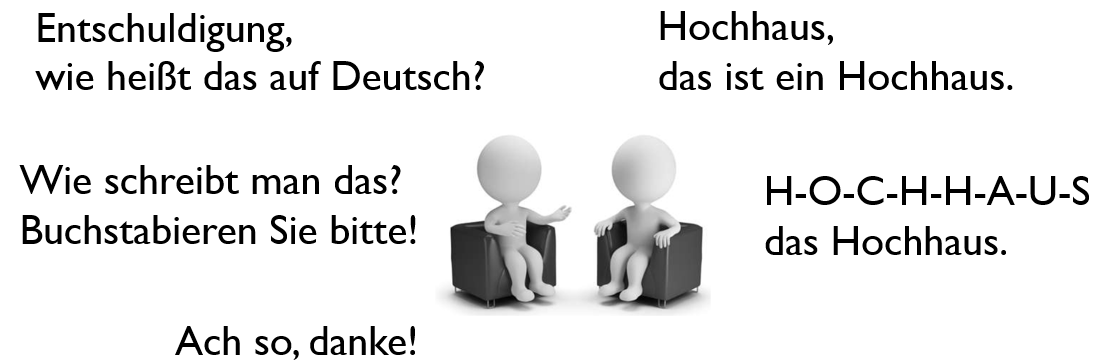 Entschuldigung,
wie heißt das auf Deutsch?
Hochhaus,
das ist ein Hochhaus.
Wie schreibt man das?
Buchstabieren Sie bitte!
H-O-C-H-H-A-U-S
das Hochhaus.
Ach so, danke!